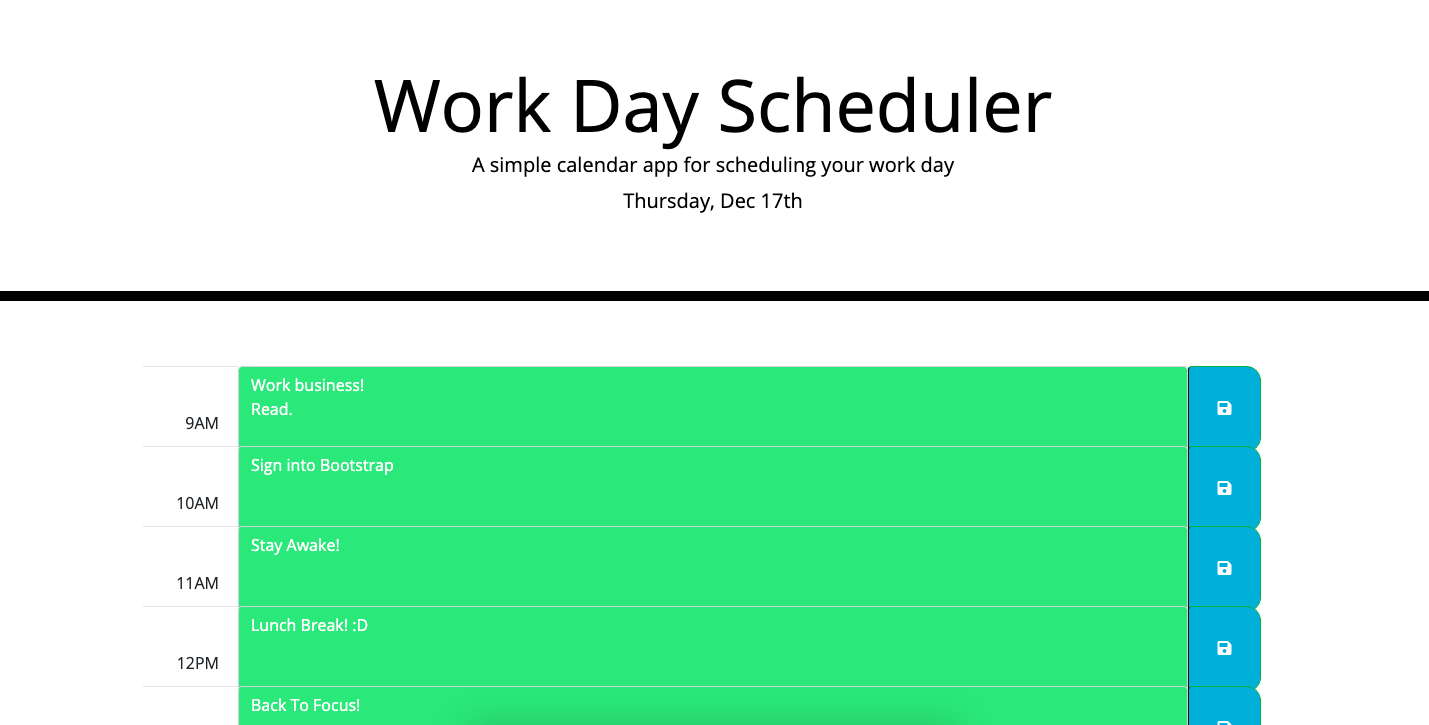 Work Day Scheduler
A simple calendar app for scheduling your work day
Thursday, Dec 17th
Work business!
Read.
9AM
Sign into Bootstrap
10AM
Stay Awake!
11AM
Lunch Break! :D
12PM
Back To Focus!